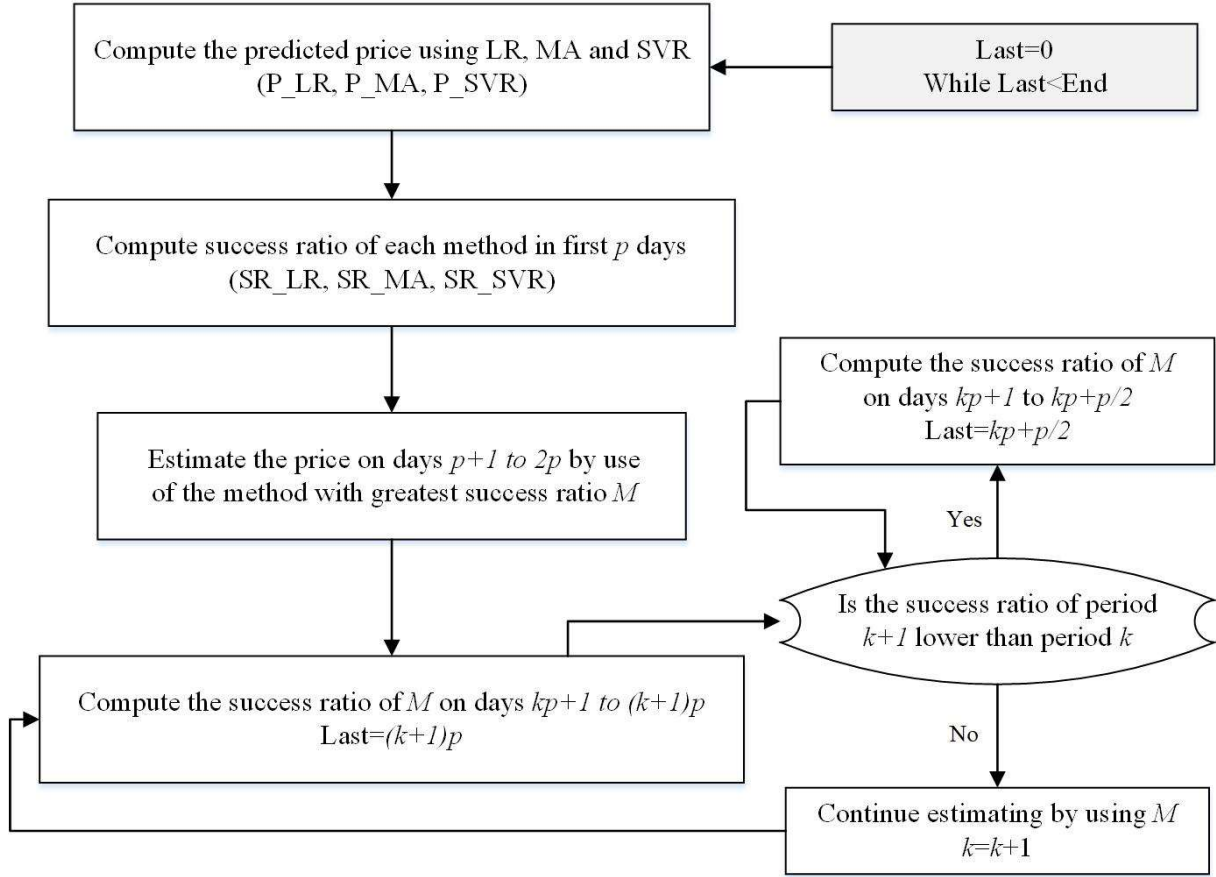 Compute the predicted price using LR, MA and SVR
(P_LR, P_MA, P_SVR)
Last=0
While Last<End
Compute success ratio of each method in first p days
(SR_LR, SR_MA, SR_SVR)
Estimate the price on days p+1 to 2p by use
of the method with greatest success ratio M
Compute the success ratio of M
on days kp+1 to kp+p/2
Last=kp+p/2
Yes
Is the success ratio of period
k+1 lower than period k
Compute the success ratio of M on days kp+1 to (k+1)p
Last=(k+1)p
No
Continue estimating by using M
k=k+1